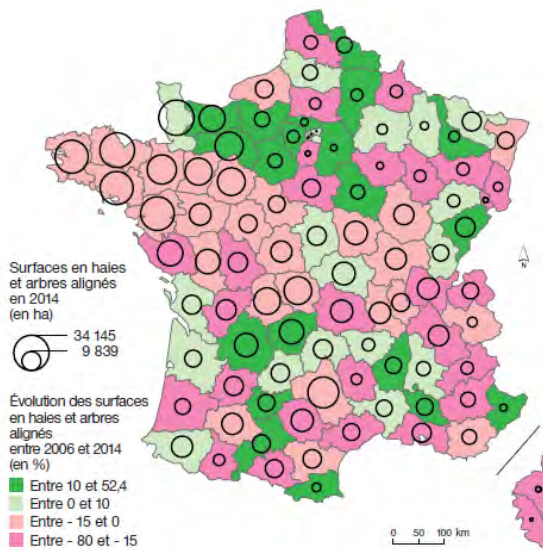 Surfaces en haies
et arbres alignés
en 2014
(en ha)
34 145
9 839
Évolution des surfaces
en haies et arbres
alignés
entre 2006 et 2014
(en %)
Entre 10 et 52,4
Entre 0 et 10
Entre - 15 et 0
Entre - 80 et - 15
N
0 50 100 km